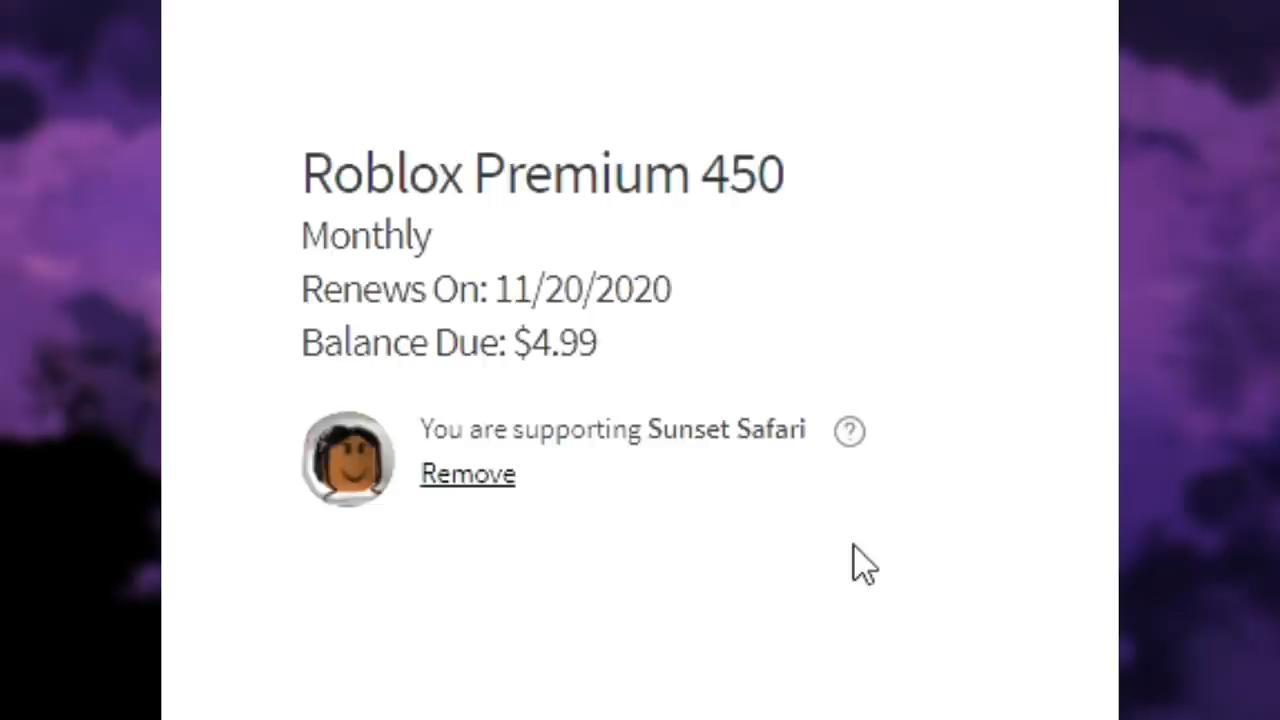 Roblox Premium 450
Monthly
Renews On: 11/20/2020
Balance Due: $4.99
You are supporting Sunset Safari ?
Remove